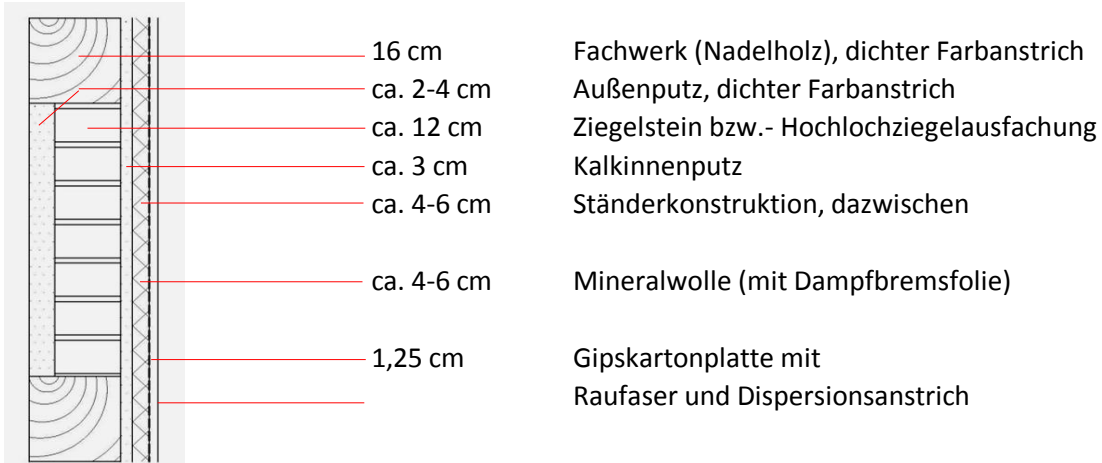 16 cm Fachwerk (Nadelholz), dichter Farbanstrich
ca. 2-4 cm Außenputz, dichter Farbanstrich
ca. 12 cm Ziegelstein bzw.- Hochlochziegelausfachung
ca. 3 cm Kalkinnenputz
ca. 4-6 cm Ständerkonstruktion, dazwischen
ca. 4-6 cm Mineralwolle (mit Dampfbremsfolie)
1,25 cm Gipskartonplatte mit
Raufaser und Dispersionsanstrich